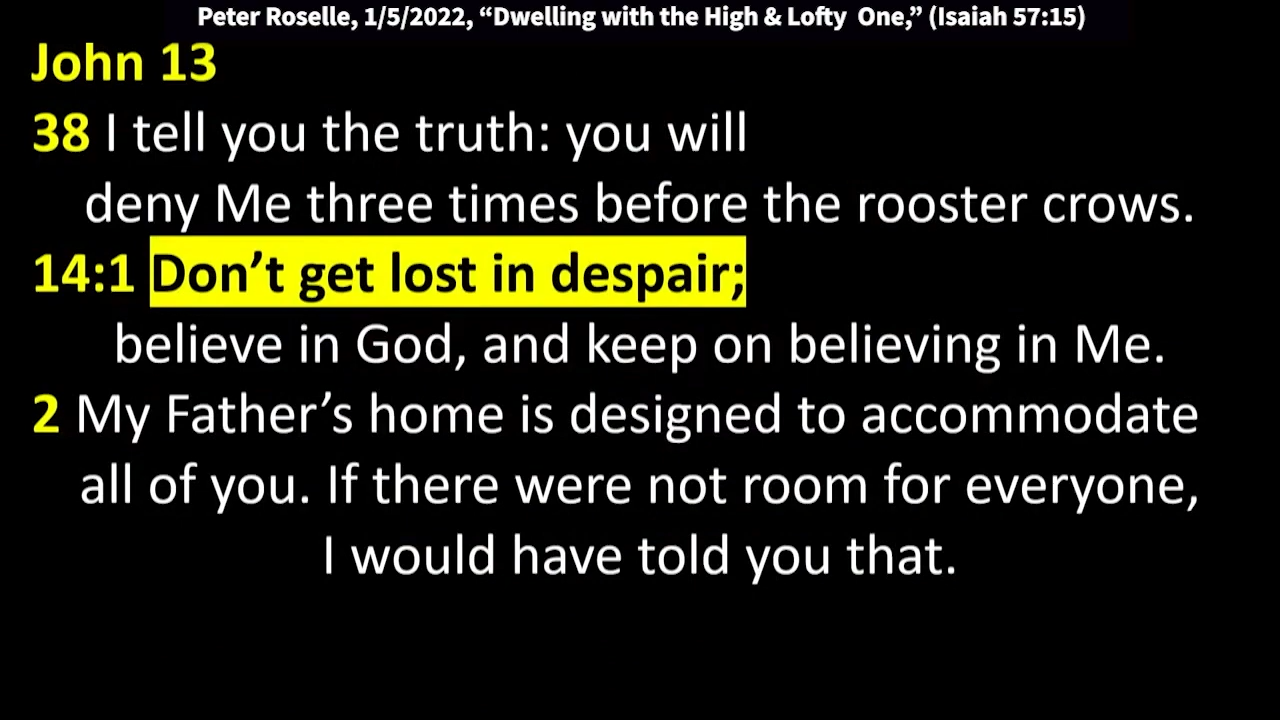 Peter Roselle, 1/5/2022, “Dwelling with the High & Lofty One,” (Isaiah 57:15)
John 13
38 I tell you the truth: you will
deny Me three times before the rooster crows.
14:1 Don’t get lost in despair;
believe in God, and keep on believing in Me.
2 My Father’s home is designed to accommodate
all of you. If there were not room for everyone,
I would have told you that.